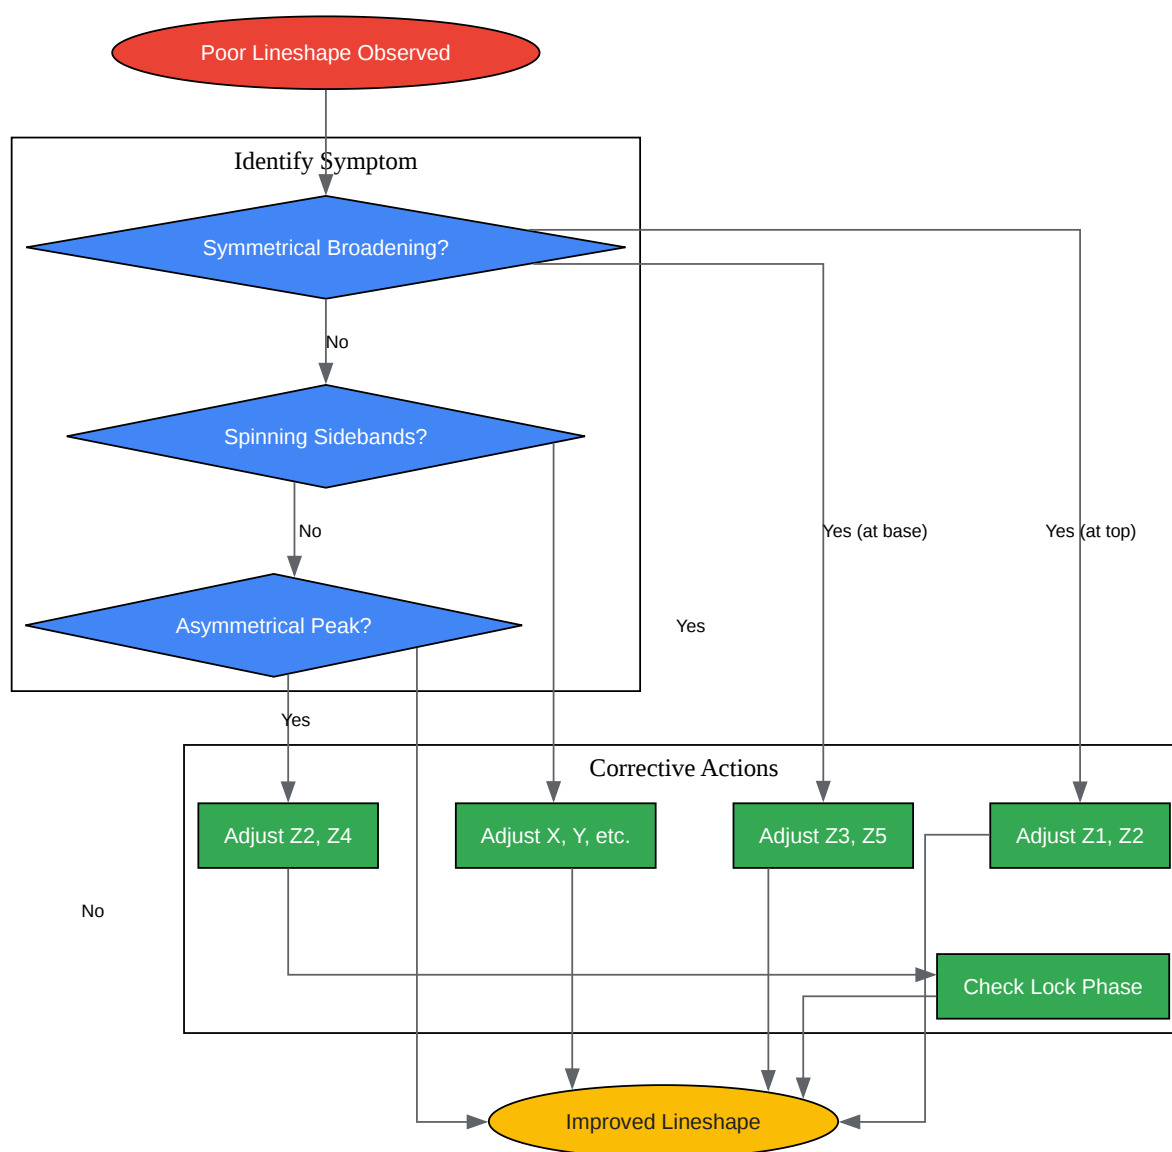 Poor Lineshape Observed
Identify Symptom
Symmetrical Broadening?
No
Spinning Sidebands?
No
Yes (at base)
Yes (at top)
Asymmetrical Peak?
Yes
Yes
Corrective Actions
Adjust Z2, Z4
Adjust X, Y, etc.
Adjust Z3, Z5
Adjust Z1, Z2
No
Check Lock Phase
Improved Lineshape